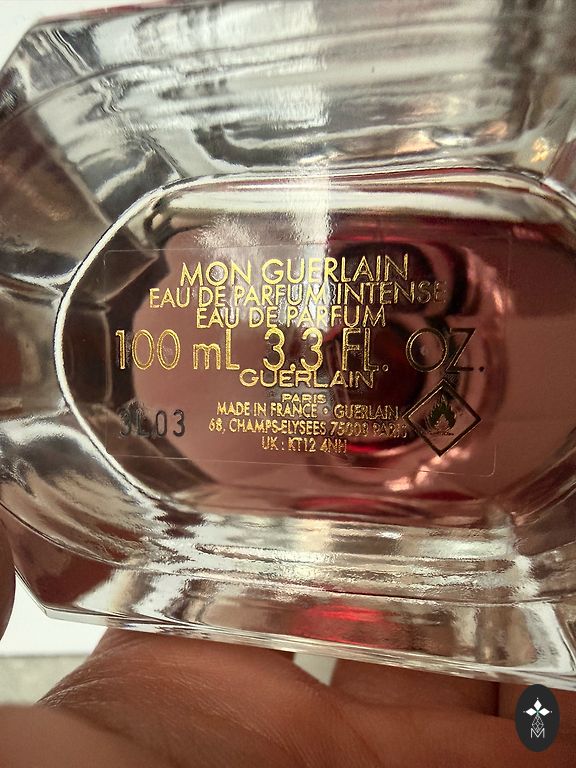 MON GUERLAIN
EAU DE PARFUM INTENSE
EAU DE PARFUM
100 mL 3.3 FL. OZ.
GUERLAIN
PARIS
MADE IN FRANCE • GUERLAIN
68, CHAMPS-ELYSEES 75008 PARIS
UK : KT12 4NH
3L03
M